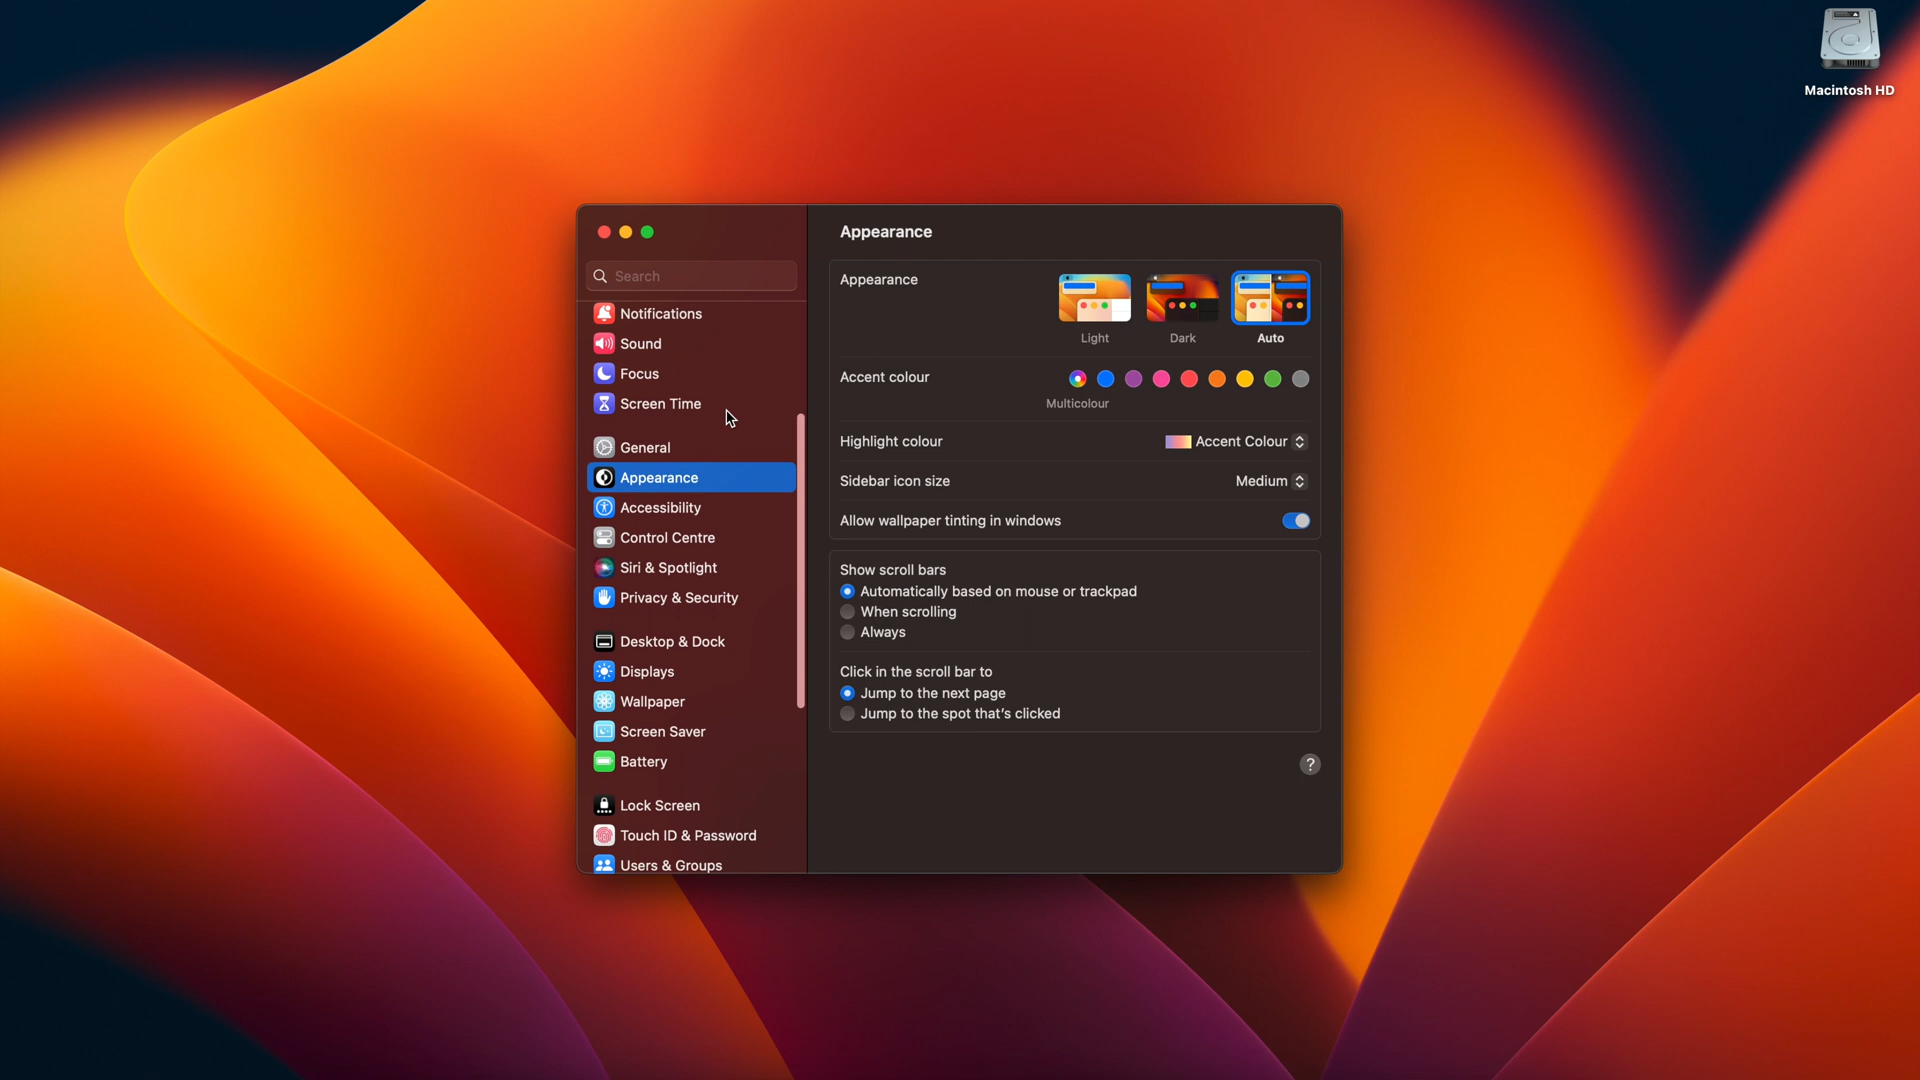 Macintosh HD
Search
Notifications
Sound
Focus
Screen Time
General
Appearance
Accessibility
Control Centre
Siri & Spotlight
Privacy & Security
Desktop & Dock
Displays
Wallpaper
Screen Saver
Battery
Lock Screen
Touch ID & Password
Users & Groups
Appearance
Appearance
Light Dark Auto
Accent colour
Multicolour
Highlight colour Accent Colour
Sidebar icon size Medium
Allow wallpaper tinting in windows
Show scroll bars
Automatically based on mouse or trackpad
When scrolling
Always
Click in the scroll bar to
Jump to the next page
Jump to the spot that's clicked
?